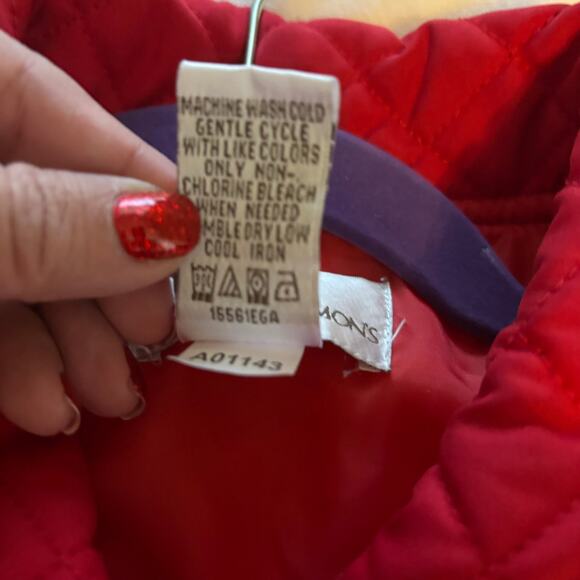 MACHINE WASH COLD
GENTLE CYCLE
WITH LIKE COLORS
ONLY NON-
CHLORINE BLEACH
WHEN NEEDED
MBLE DRY LOW
COOL IRON
15561EGA
A01143
MON'S